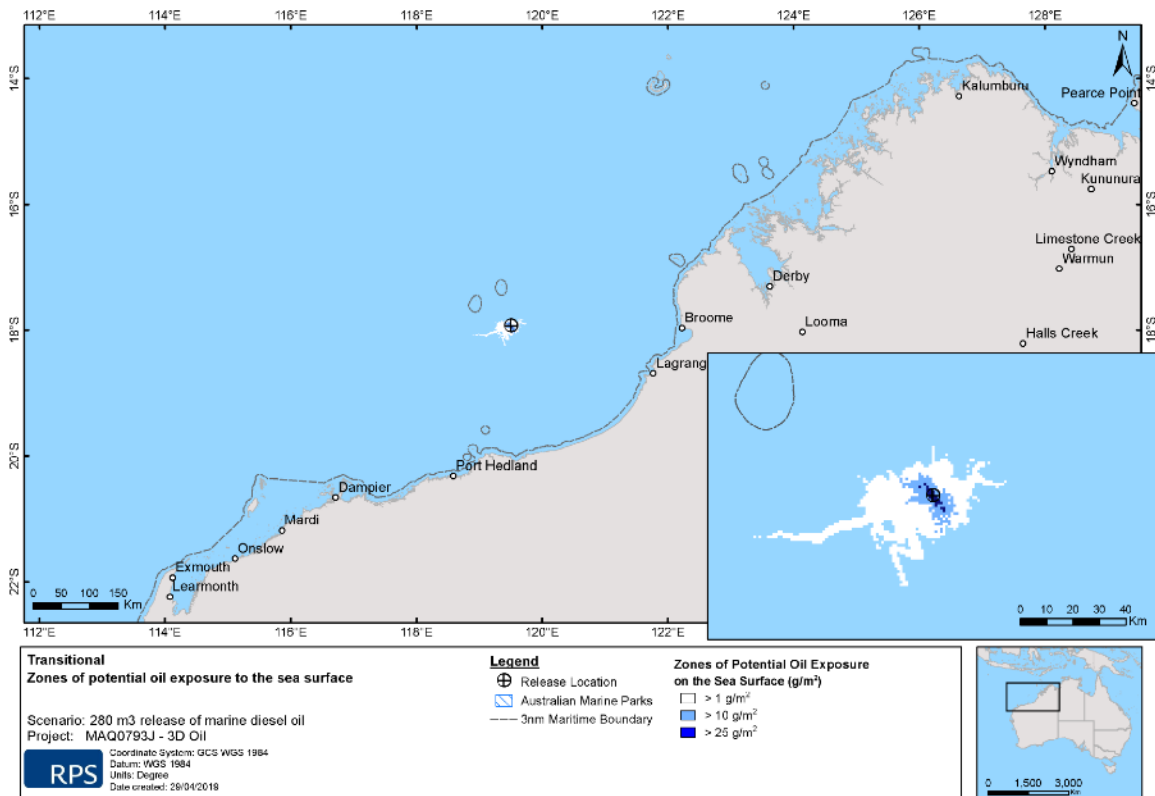 112°E 114°E 116°E 118°E 120°E 122°E 124°E 126°E 128°E
N
14°S 14°S
Kalumburu
Pearce Point
Wyndham
Kununura
16°S 16°S
Limestone Creek
Warmun
Derby
18°S 18°S
Broome
Looma
Halls Creek
Lagrang
20°S
Port Hedland
Dampier
Mardi
Onslow
22°S
Exmouth
Learmonth
0 50 100 150
Km
0 10 20 30 40
Km
112°E 114°E 116°E 118°E 120°E 122°E 124°E 126°E 128°E
Transitional
Zones of potential oil exposure to the sea surface
Scenario: 280 m3 release of marine diesel oil
Project: MAQ0793J - 3D Oil
RPS
Coordinate System: GCS WGS 1984
Datum: WGS 1984
Units: Degree
Date created: 29/04/2019
Legend
Release Location
Australian Marine Parks
3nm Maritime Boundary
Zones of Potential Oil Exposure
on the Sea Surface (g/m²)
> 1 g/m²
> 10 g/m²
> 25 g/m²
0 1,500 3,000
Km